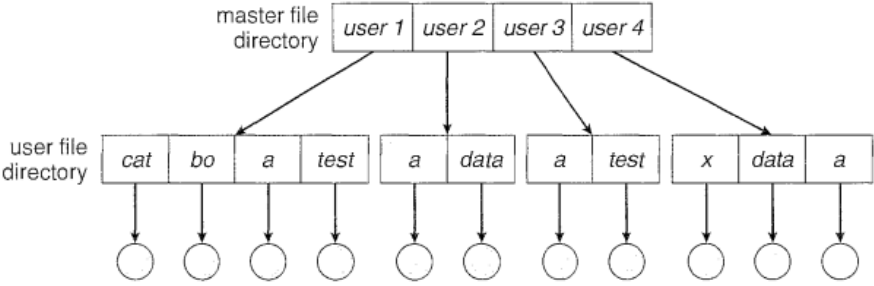 master file
directory
user 1 user 2 user 3 user 4
user file
directory
cat bo a test a data a test x data a